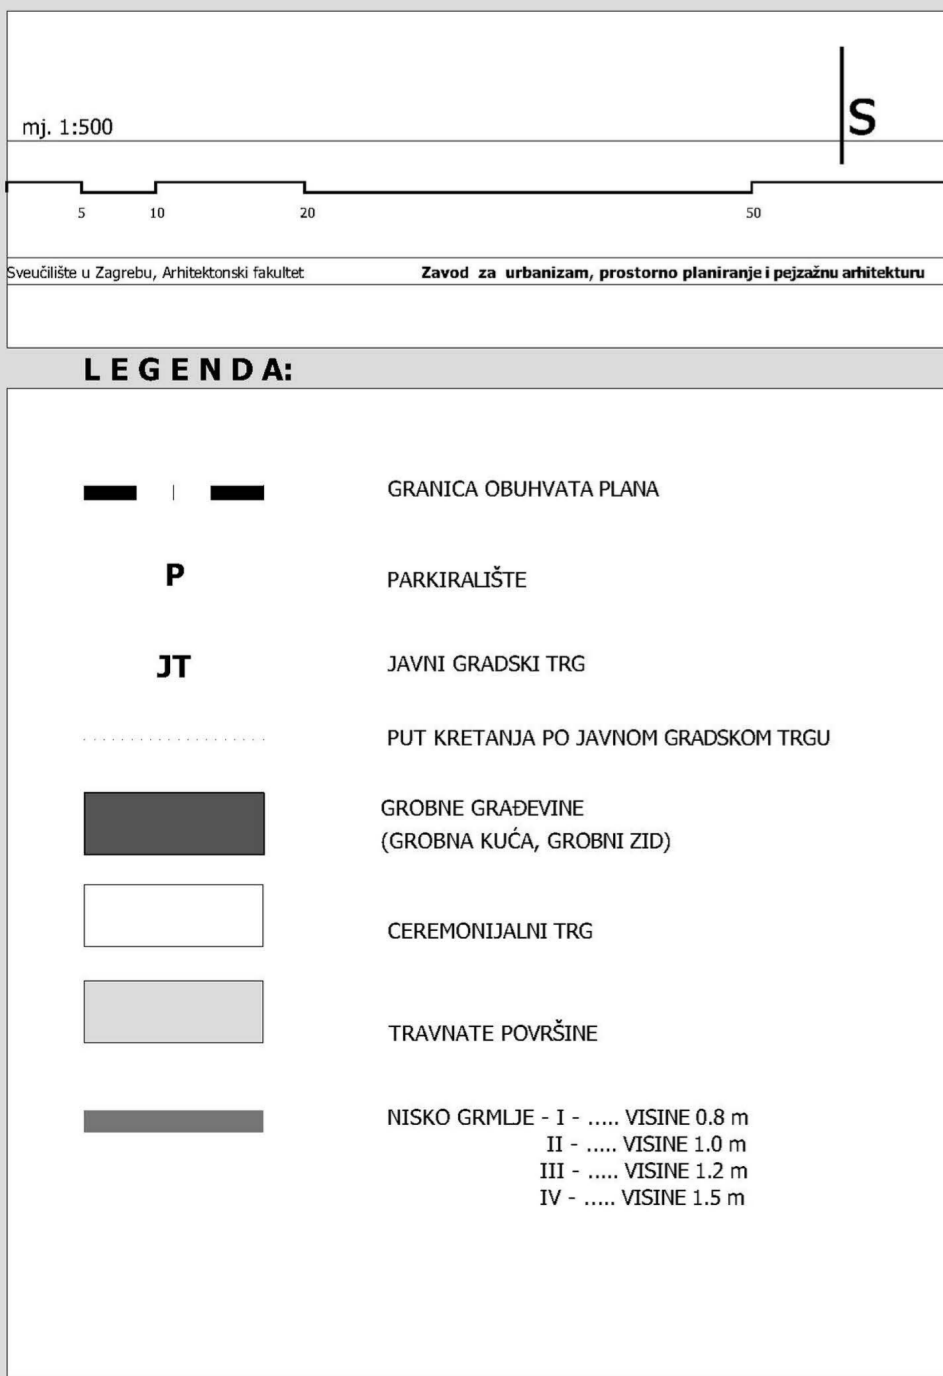 S
mj. 1:500
5 10 20 50
Sveučilište u Zagrebu, Arhitektonski fakultet Zavod za urbanizam, prostorno planiranje i pejzažnu arhitekturu
L E G E N D A:
GRANICA OBUHVATA PLANA
P PARKIRALIŠTE
JT JAVNI GRADSKI TRG
PUT KRETANJA PO JAVNOM GRADSKOM TRGU
GROBNE GRAĐEVINE
(GROBNA KUĆA, GROBNI ZID)
CEREMONIJALNI TRG
TRAVNATE POVRŠINE
NISKO GRMLJE - I - ..... VISINE 0.8 m
II - ..... VISINE 1.0 m
III - ..... VISINE 1.2 m
IV - ..... VISINE 1.5 m